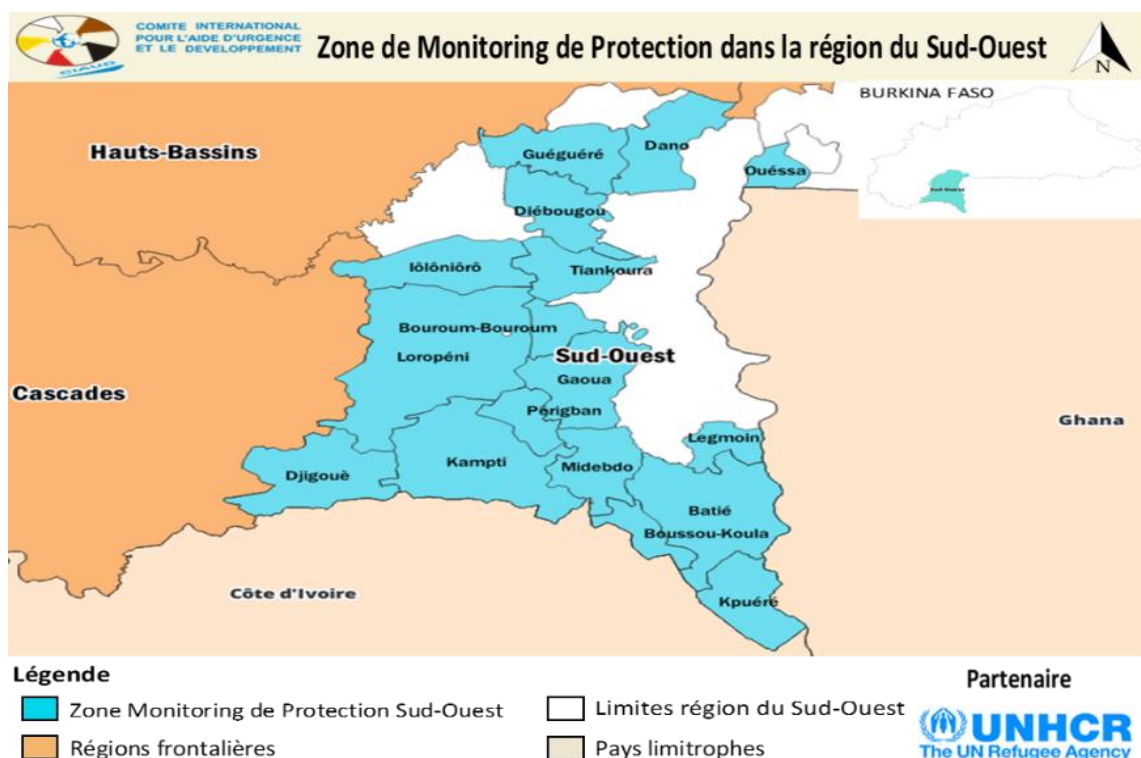 COMITE INTERNATIONAL
POUR L'AIDE D'URGENCE
ET LE DEVELOPPEMENT
CIAUD
Zone de Monitoring de Protection dans la région du Sud-Ouest
N
BURKINA FASO
Sud-Ouest
Hauts-Bassins
Guéguéré
Dano
Ouéssa
Diébougou
Iôlôniôrô
Tiankoura
Bouroum-Bouroum
Loropéni
Sud-Ouest
Gaoua
Cascades
Périgban
Ghana
Legmoin
Kampti
Midebdo
Djigouè
Batié
Boussou-Koula
Côte d'Ivoire
Kpuéré
Légende
Zone Monitoring de Protection Sud-Ouest
Limites région du Sud-Ouest
Régions frontalières
Pays limitrophes
Partenaire
UNHCR
The UN Refugee Agency